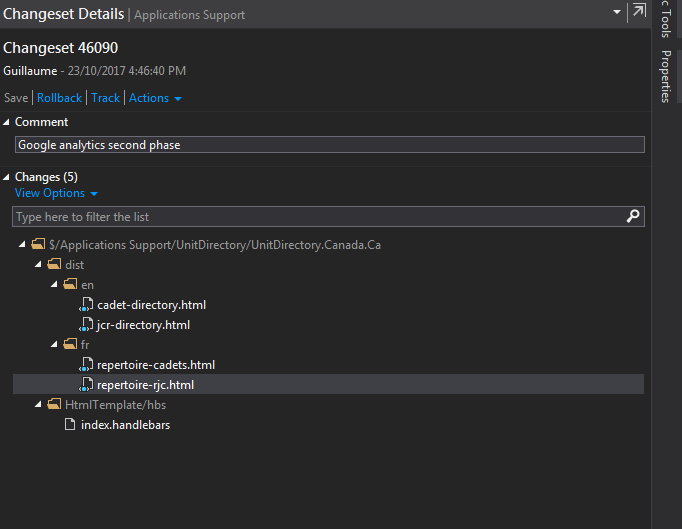 Changeset Details | Applications Support
Changeset 46090
Guillaume - 23/10/2017 4:46:40 PM
Save | Rollback | Track | Actions
Comment
Google analytics second phase
Changes (5)
View Options
Type here to filter the list
$/Applications Support/UnitDirectory/UnitDirectory.Canada.Ca
dist
en
cadet-directory.html
jcr-directory.html
fr
repertoire-cadets.html
repertoire-rjc.html
HtmlTemplate/hbs
index.handlebars
c Tools
Properties